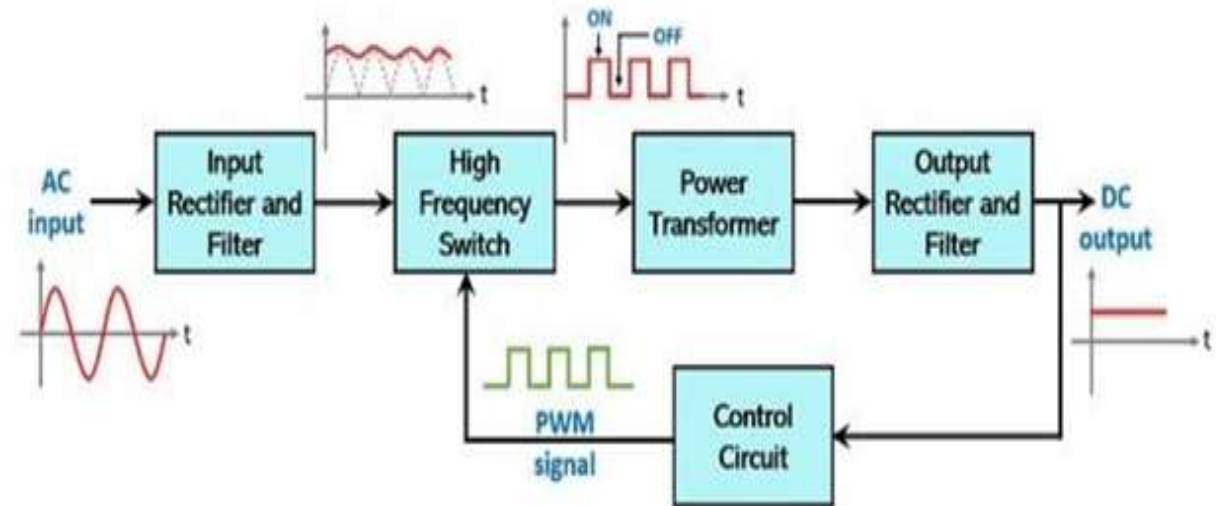 ON
OFF
t
t
AC
input
Input
Rectifier and
Filter
High
Frequency
Switch
Power
Transformer
Output
Rectifier and
Filter
DC
output
t
t
PWM
signal
Control
Circuit